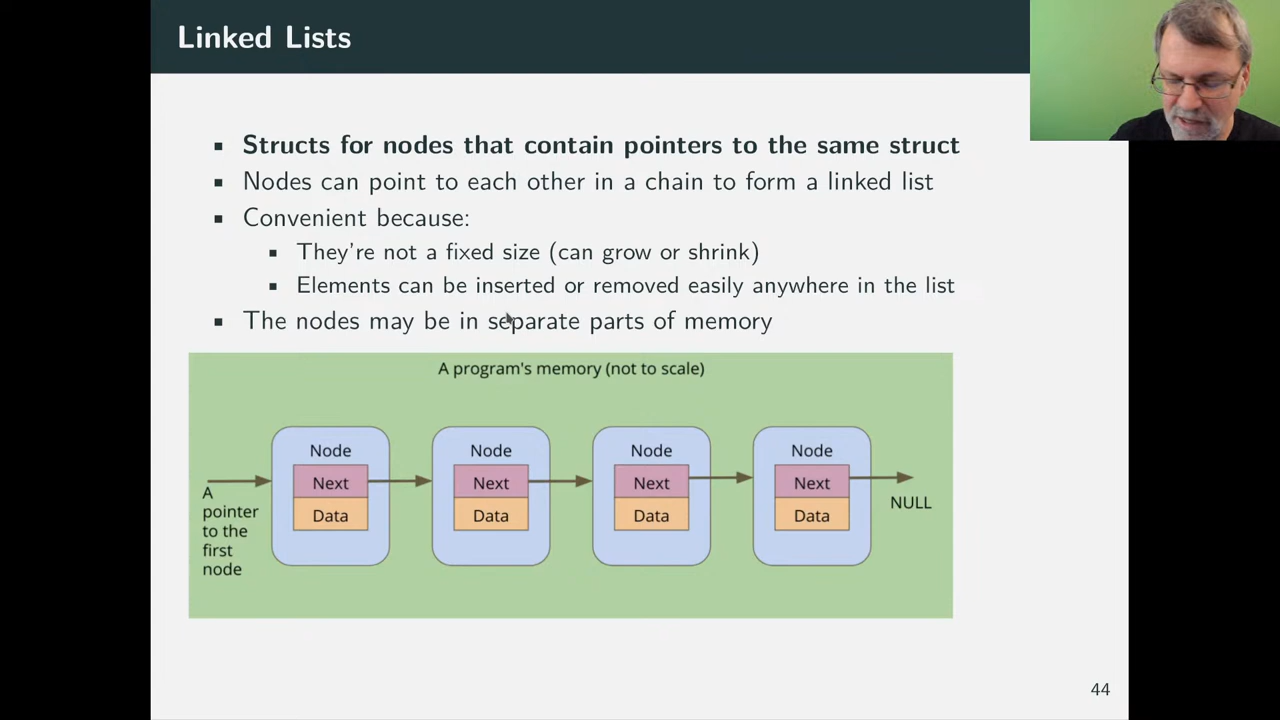 Linked Lists
Structs for nodes that contain pointers to the same struct
Nodes can point to each other in a chain to form a linked list
Convenient because:
They're not a fixed size (can grow or shrink)
Elements can be inserted or removed easily anywhere in the list
The nodes may be in separate parts of memory
A program's memory (not to scale)
A
pointer
to the
first
node
Node
Next
Data
Node
Next
Data
Node
Next
Data
Node
Next
Data
NULL
44